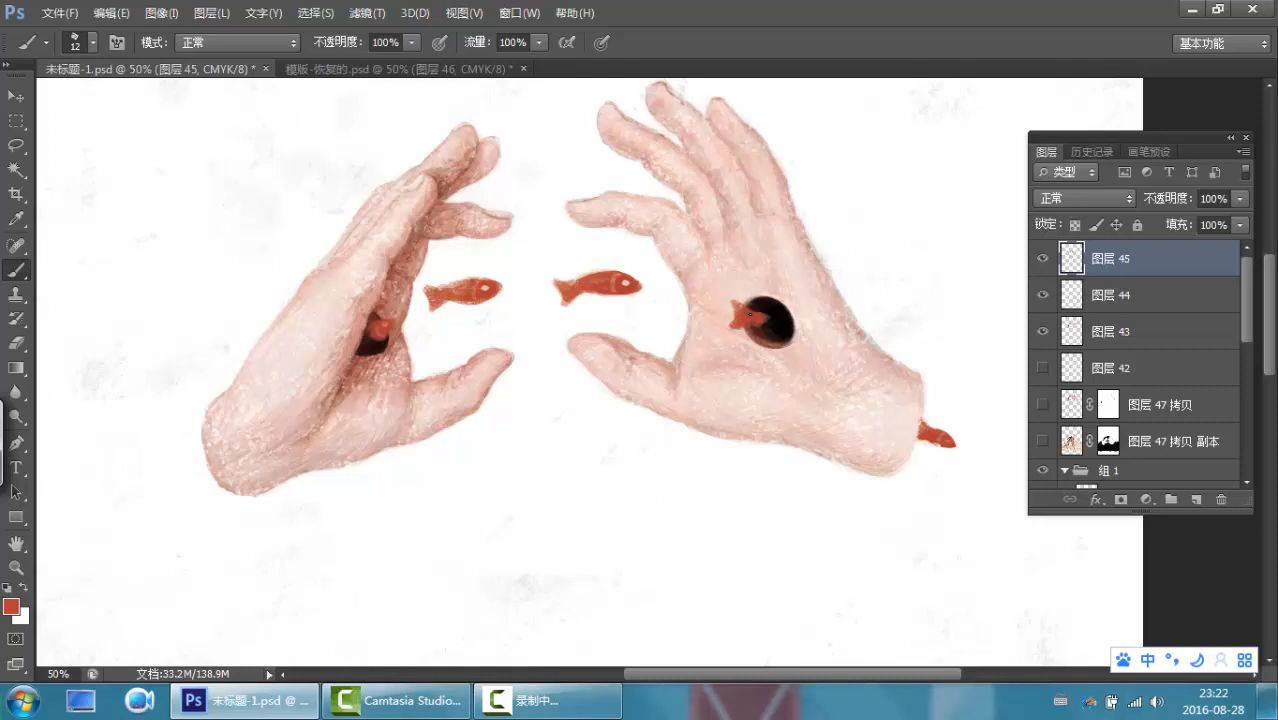 Ps 文件(F) 编辑(E) 图像(I) 图层(L) 文字(Y) 选择(S) 滤镜(T) 3D(D) 视图(V) 窗口(W) 帮助(H)
12 模式: 正常 不透明度: 100% 流量: 100% 基本功能
未标题-1.psd @ 50% (图层 45, CMYK/8) * × 模版-恢复的.psd @ 50% (图层 46, CMYK/8) * ×
图层 历史记录 画笔预设
类型
正常 不透明度: 100%
锁定: 填充: 100%
图层 45
图层 44
图层 43
图层 42
图层 47 拷贝
图层 47 拷贝 副本
组 1
fx
T
50% 文档:33.2M/138.9M
中
Ps 未标题-1.psd @ ... Camtasia Studio... 录制中...
23:22
2016-08-28